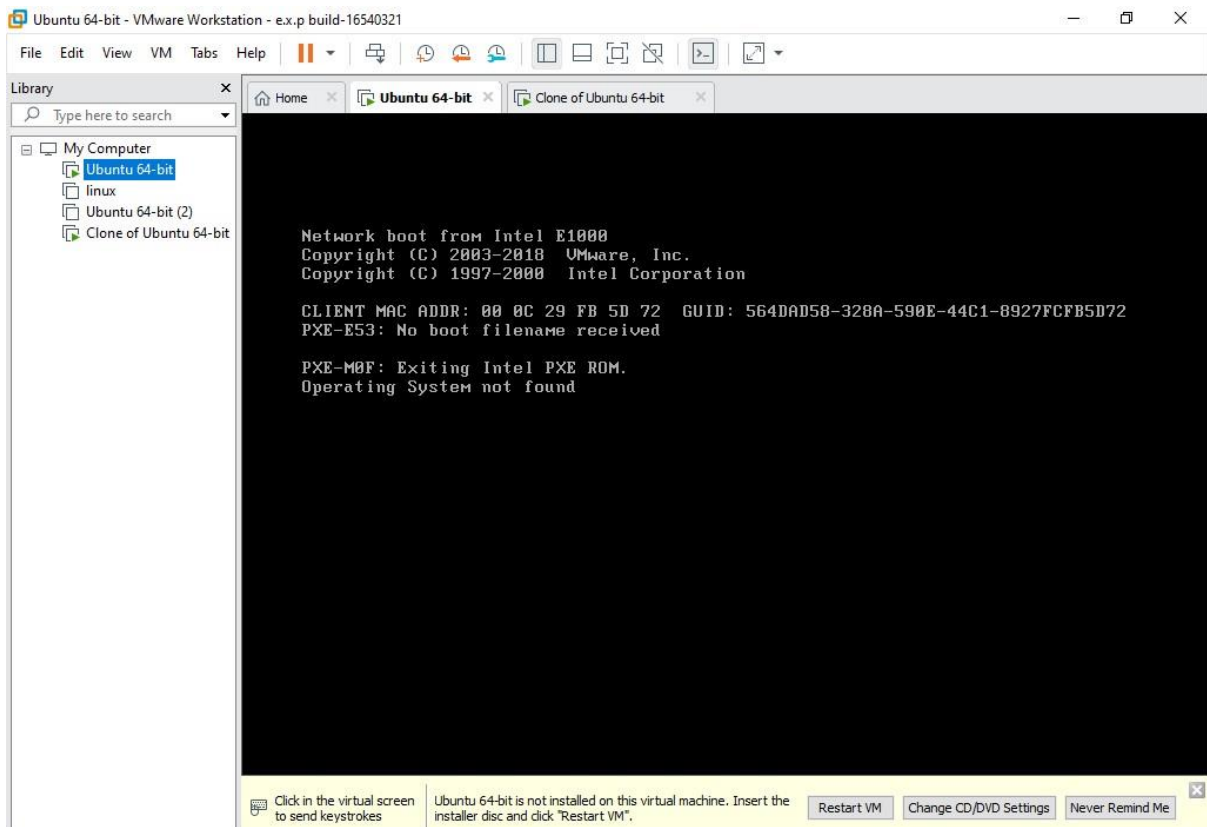 Ubuntu 64-bit - VMware Workstation - e.x.p build-16540321
File Edit View VM Tabs Help
Library
Type here to search
My Computer
Ubuntu 64-bit
linux
Ubuntu 64-bit (2)
Clone of Ubuntu 64-bit
Home
Ubuntu 64-bit
Clone of Ubuntu 64-bit
Network boot from Intel E1000
Copyright (C) 2003-2018 VMware, Inc.
Copyright (C) 1997-2000 Intel Corporation
CLIENT MAC ADDR: 00 0C 29 FB 5D 72 GUID: 564DAD58-328A-590E-44C1-8927FCFB5D72
PXE-E53: No boot filename received
PXE-M0F: Exiting Intel PXE ROM.
Operating System not found
Click in the virtual screen
to send keystrokes
Ubuntu 64-bit is not installed on this virtual machine. Insert the
installer disc and click "Restart VM".
Restart VM
Change CD/DVD Settings
Never Remind Me